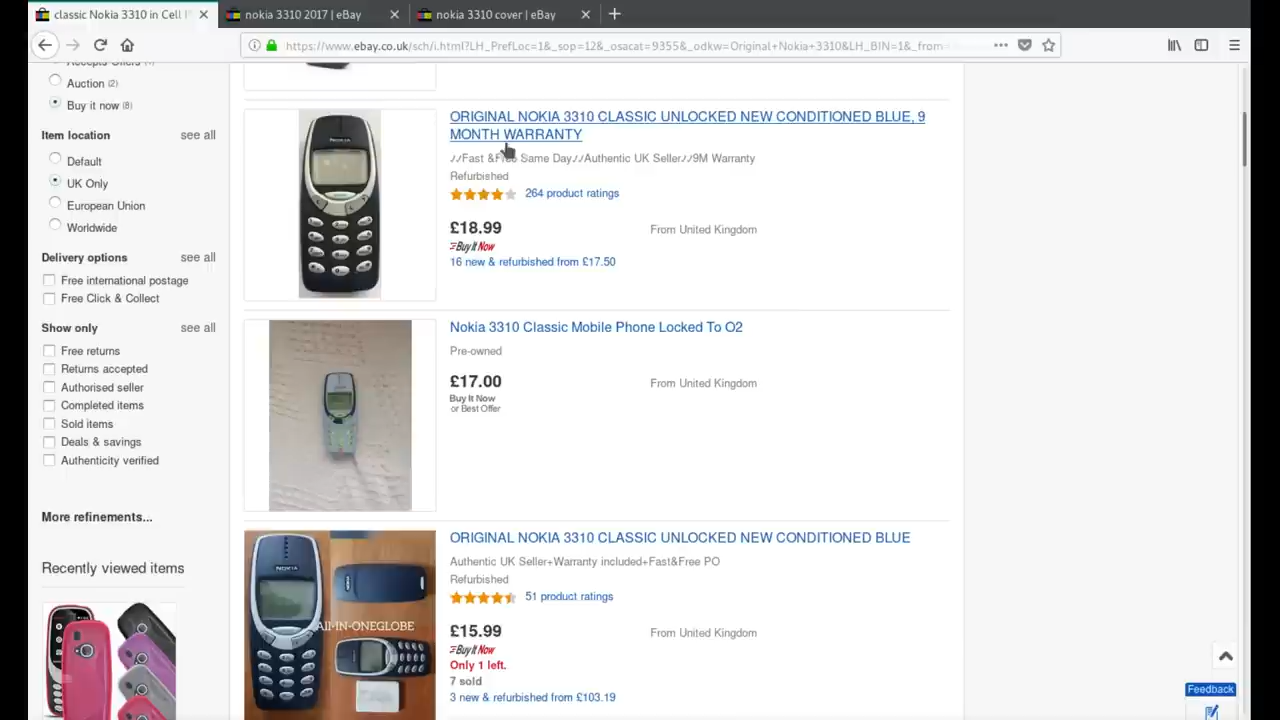 classic Nokia 3310 in Cell
nokia 3310 2017 | eBay
nokia 3310 cover | eBay
https://www.ebay.co.uk/sch/i.html?LH_PrefLoc=1&_sop=12&_osacat=9355&_odkw=Original+Nokia+3310&LH_BIN=1&_from=
Accepts Offers
Auction (2)
Buy it now (8)
Item location see all
Default
UK Only
European Union
Worldwide
Delivery options see all
Free international postage
Free Click & Collect
Show only see all
Free returns
Returns accepted
Authorised seller
Completed items
Sold items
Deals & savings
Authenticity verified
More refinements...
Recently viewed items
ORIGINAL NOKIA 3310 CLASSIC UNLOCKED NEW CONDITIONED BLUE, 9
MONTH WARRANTY
✓✓Fast &Free Same Day✓✓Authentic UK Seller✓✓9M Warranty
Refurbished
264 product ratings
£18.99 From United Kingdom
Buy It Now
16 new & refurbished from £17.50
Nokia 3310 Classic Mobile Phone Locked To O2
Pre-owned
£17.00 From United Kingdom
Buy It Now
or Best Offer
NOKIA
All-IN-ONEGLOBE
ORIGINAL NOKIA 3310 CLASSIC UNLOCKED NEW CONDITIONED BLUE
Authentic UK Seller+Warranty included+Fast&Free PO
Refurbished
51 product ratings
£15.99 From United Kingdom
Buy It Now
Only 1 left.
7 sold
3 new & refurbished from £103.19
Feedback